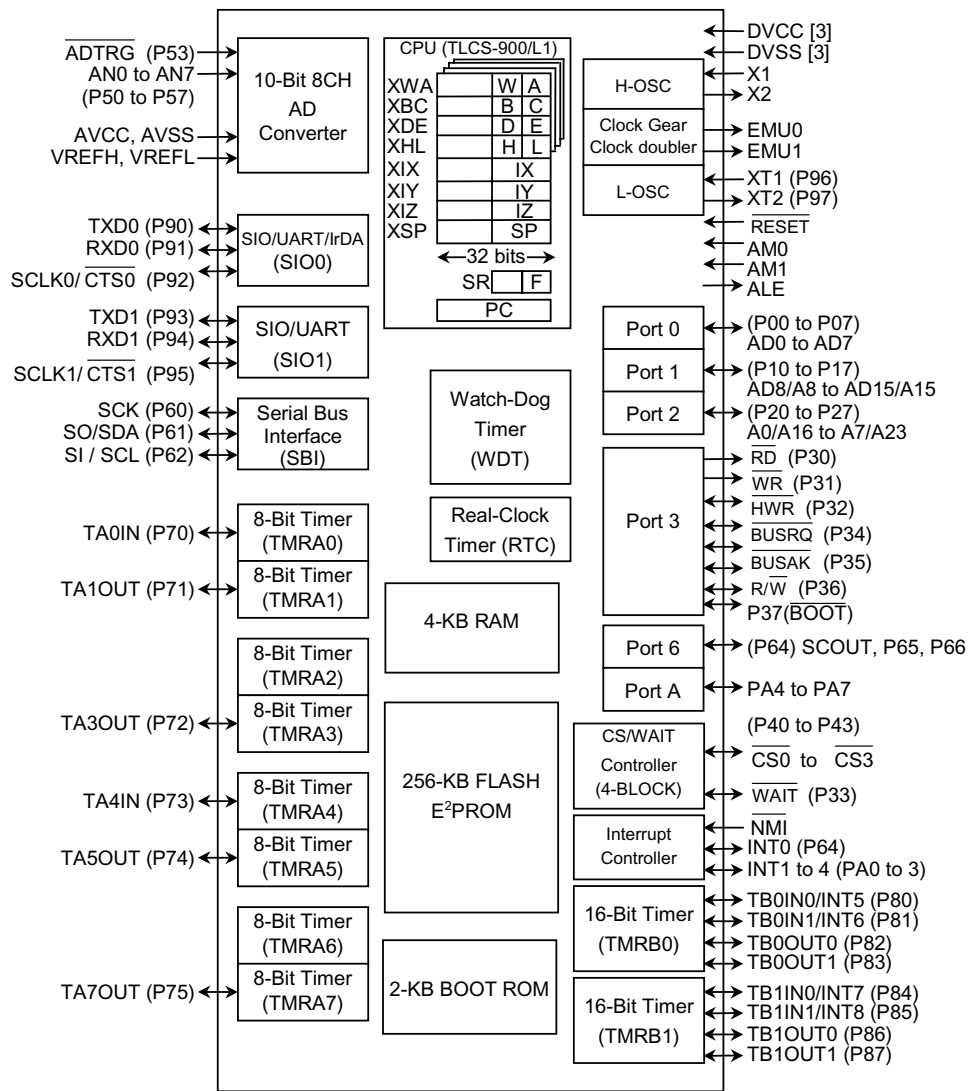 ADTRG (P53)
AN0 to AN7
(P50 to P57)
AVCC, AVSS
VREFH, VREFL
10-Bit 8CH
AD
Converter
TXD0 (P90)
RXD0 (P91)
SCLK0/ CTS0 (P92)
SIO/UART/IrDA
(SIO0)
TXD1 (P93)
RXD1 (P94)
SCLK1/ CTS1 (P95)
SIO/UART
(SIO1)
SCK (P60)
SO/SDA (P61)
SI / SCL (P62)
Serial Bus
Interface
(SBI)
TA0IN (P70)
8-Bit Timer
(TMRA0)
TA1OUT (P71)
8-Bit Timer
(TMRA1)
8-Bit Timer
(TMRA2)
TA3OUT (P72)
8-Bit Timer
(TMRA3)
TA4IN (P73)
8-Bit Timer
(TMRA4)
TA5OUT (P74)
8-Bit Timer
(TMRA5)
8-Bit Timer
(TMRA6)
TA7OUT (P75)
8-Bit Timer
(TMRA7)
CPU (TLCS-900/L1)
XWA W A
XBC B C
XDE D E
XHL H L
XIX IX
XIY IY
XIZ IZ
XSP SP
32 bits
SR F
PC
Watch-Dog
Timer
(WDT)
Real-Clock
Timer (RTC)
4-KB RAM
256-KB FLASH
E²PROM
2-KB BOOT ROM
H-OSC
Clock Gear
Clock doubler
L-OSC
DVCC [3]
DVSS [3]
X1
X2
EMU0
EMU1
XT1 (P96)
XT2 (P97)
RESET
AM0
AM1
ALE
Port 0
(P00 to P07)
AD0 to AD7
Port 1
(P10 to P17)
AD8/A8 to AD15/A15
Port 2
(P20 to P27)
A0/A16 to A7/A23
Port 3
RD (P30)
WR (P31)
HWR (P32)
BUSRQ (P34)
BUSAK (P35)
R/W (P36)
P37(BOOT)
Port 6
(P64) SCOUT, P65, P66
Port A
PA4 to PA7
CS/WAIT
Controller
(4-BLOCK)
(P40 to P43)
CS0 to CS3
WAIT (P33)
Interrupt
Controller
NMI
INT0 (P64)
INT1 to 4 (PA0 to 3)
16-Bit Timer
(TMRB0)
TB0IN0/INT5 (P80)
TB0IN1/INT6 (P81)
TB0OUT0 (P82)
TB0OUT1 (P83)
16-Bit Timer
(TMRB1)
TB1IN0/INT7 (P84)
TB1IN1/INT8 (P85)
TB1OUT0 (P86)
TB1OUT1 (P87)